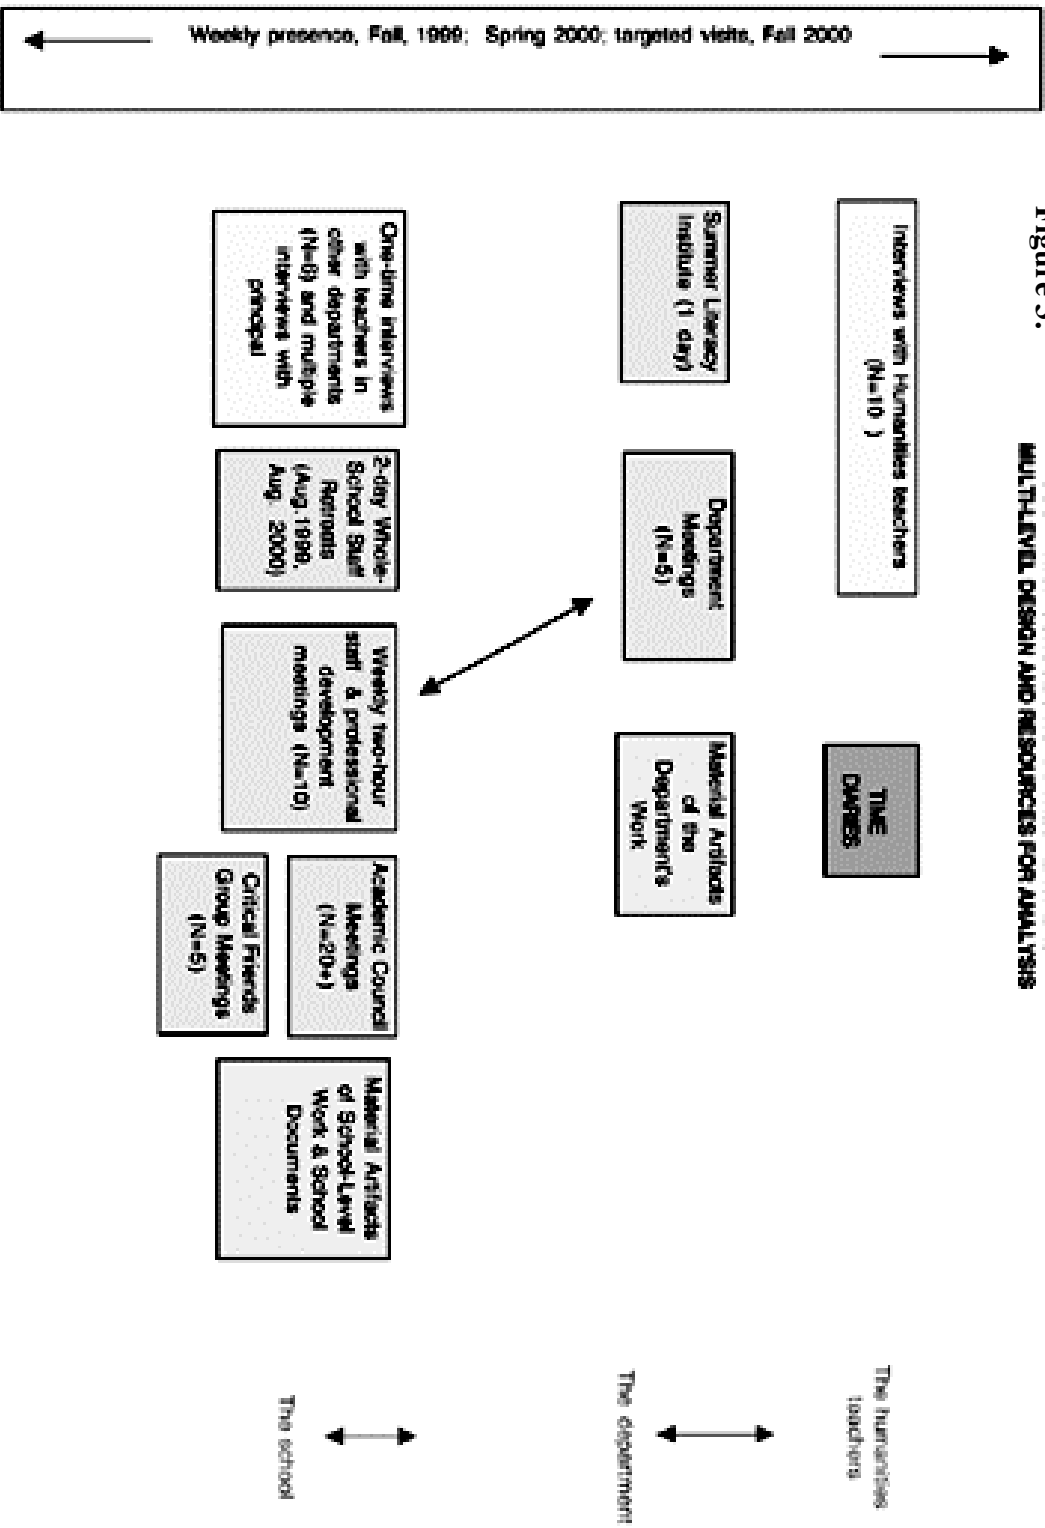 Figure 3.
MULTI-LEVEL DESIGN AND RESOURCES FOR ANALYSIS
Weekly presence, Fall, 1999; Spring 2000; targeted visits, Fall 2000
Interviews with Humanities teachers
(N=10 )
TIME
DIARIES
The humanities
teachers
Summer Literacy
Institute (1 day)
Department
Meetings
(N=5)
Material Artifacts
of the
Department's
Work
The department
One-time interviews
with teachers in
other departments
(N=6) and multiple
interviews with
principal
2-day Whole-
School Staff
Retreats
(Aug. 1999,
Aug. 2000)
Weekly two-hour
staff & professional
development
meetings (N=10)
Academic Council
Meetings
(N=20+)
Critical Friends
Group Meetings
(N=5)
Material Artifacts
of School-Level
Work & School
Documents
The school